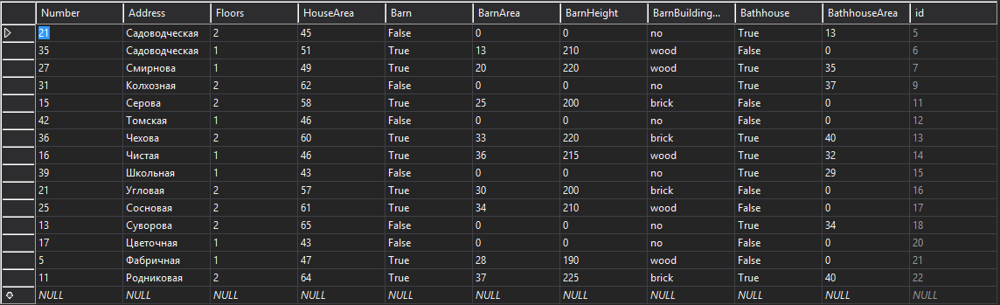 Number Address Floors HouseArea Barn BarnArea BarnHeight BarnBuilding... Bathhouse BathhouseArea id
21 Садоводческая 2 45 False 0 0 no True 13 5
35 Садоводческая 1 51 True 13 210 wood False 0 6
27 Смирнова 1 49 True 20 220 wood True 35 7
31 Колхозная 2 62 False 0 0 no True 37 9
15 Серова 2 58 True 25 200 brick False 0 11
42 Томская 1 46 False 0 0 no False 0 12
36 Чехова 2 60 True 33 220 brick True 40 13
16 Чистая 1 46 True 36 215 wood True 32 14
39 Школьная 1 43 False 0 0 no True 29 15
21 Угловая 2 57 True 30 200 brick False 0 16
25 Сосновая 2 61 True 34 210 wood False 0 17
13 Суворова 2 65 False 0 0 no True 34 18
17 Цветочная 1 43 False 0 0 no False 0 20
5 Фабричная 1 47 True 28 190 wood False 0 21
11 Родниковая 2 64 True 37 225 brick True 40 22
NULL NULL NULL NULL NULL NULL NULL NULL NULL NULL NULL